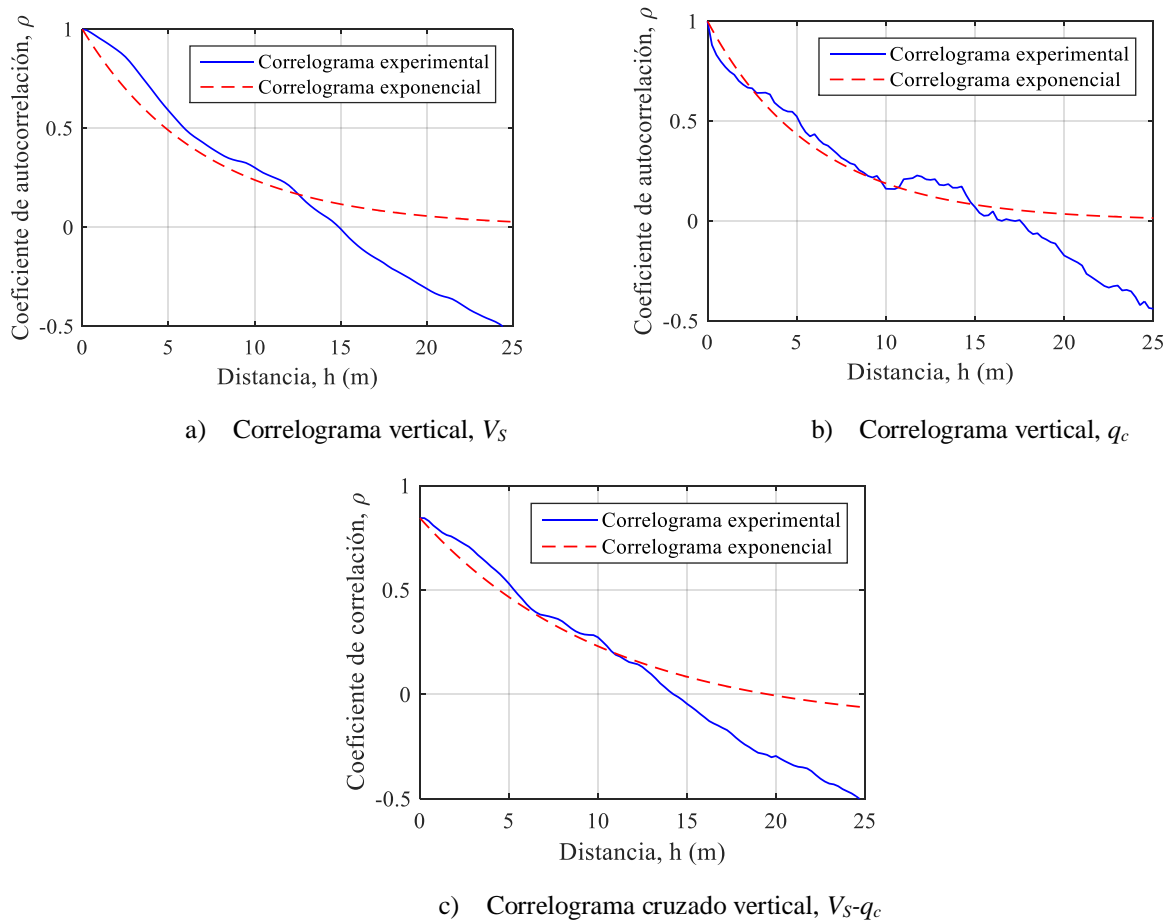 Coeficiente de autocorrelación, ρ
1
0.5
0
-0.5
Correlograma experimental
Correlograma exponencial
0 5 10 15 20 25
Distancia, h (m)
a) Correlograma vertical, VS
Coeficiente de autocorrelación, ρ
1
0.5
0
-0.5
Correlograma experimental
Correlograma exponencial
0 5 10 15 20 25
Distancia, h (m)
b) Correlograma vertical, qc
Coeficiente de correlación, ρ
1
0.5
0
-0.5
Correlograma experimental
Correlograma exponencial
0 5 10 15 20 25
Distancia, h (m)
c) Correlograma cruzado vertical, VS-qc